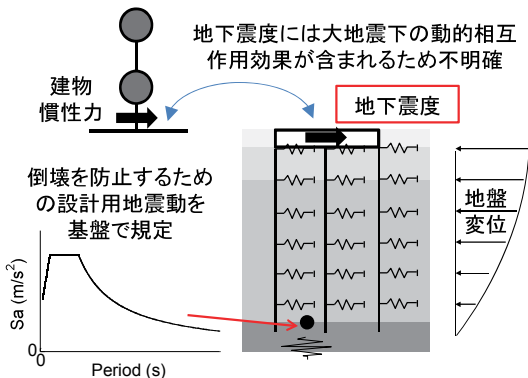 地下震度には大地震下の動的相互
作用効果が含まれるため不明確
建物
慣性力
地下震度
倒壊を防止するため
の設計用地震動を
基盤で規定
地盤
変位
Sa (m/s²)
0
0
Period (s)